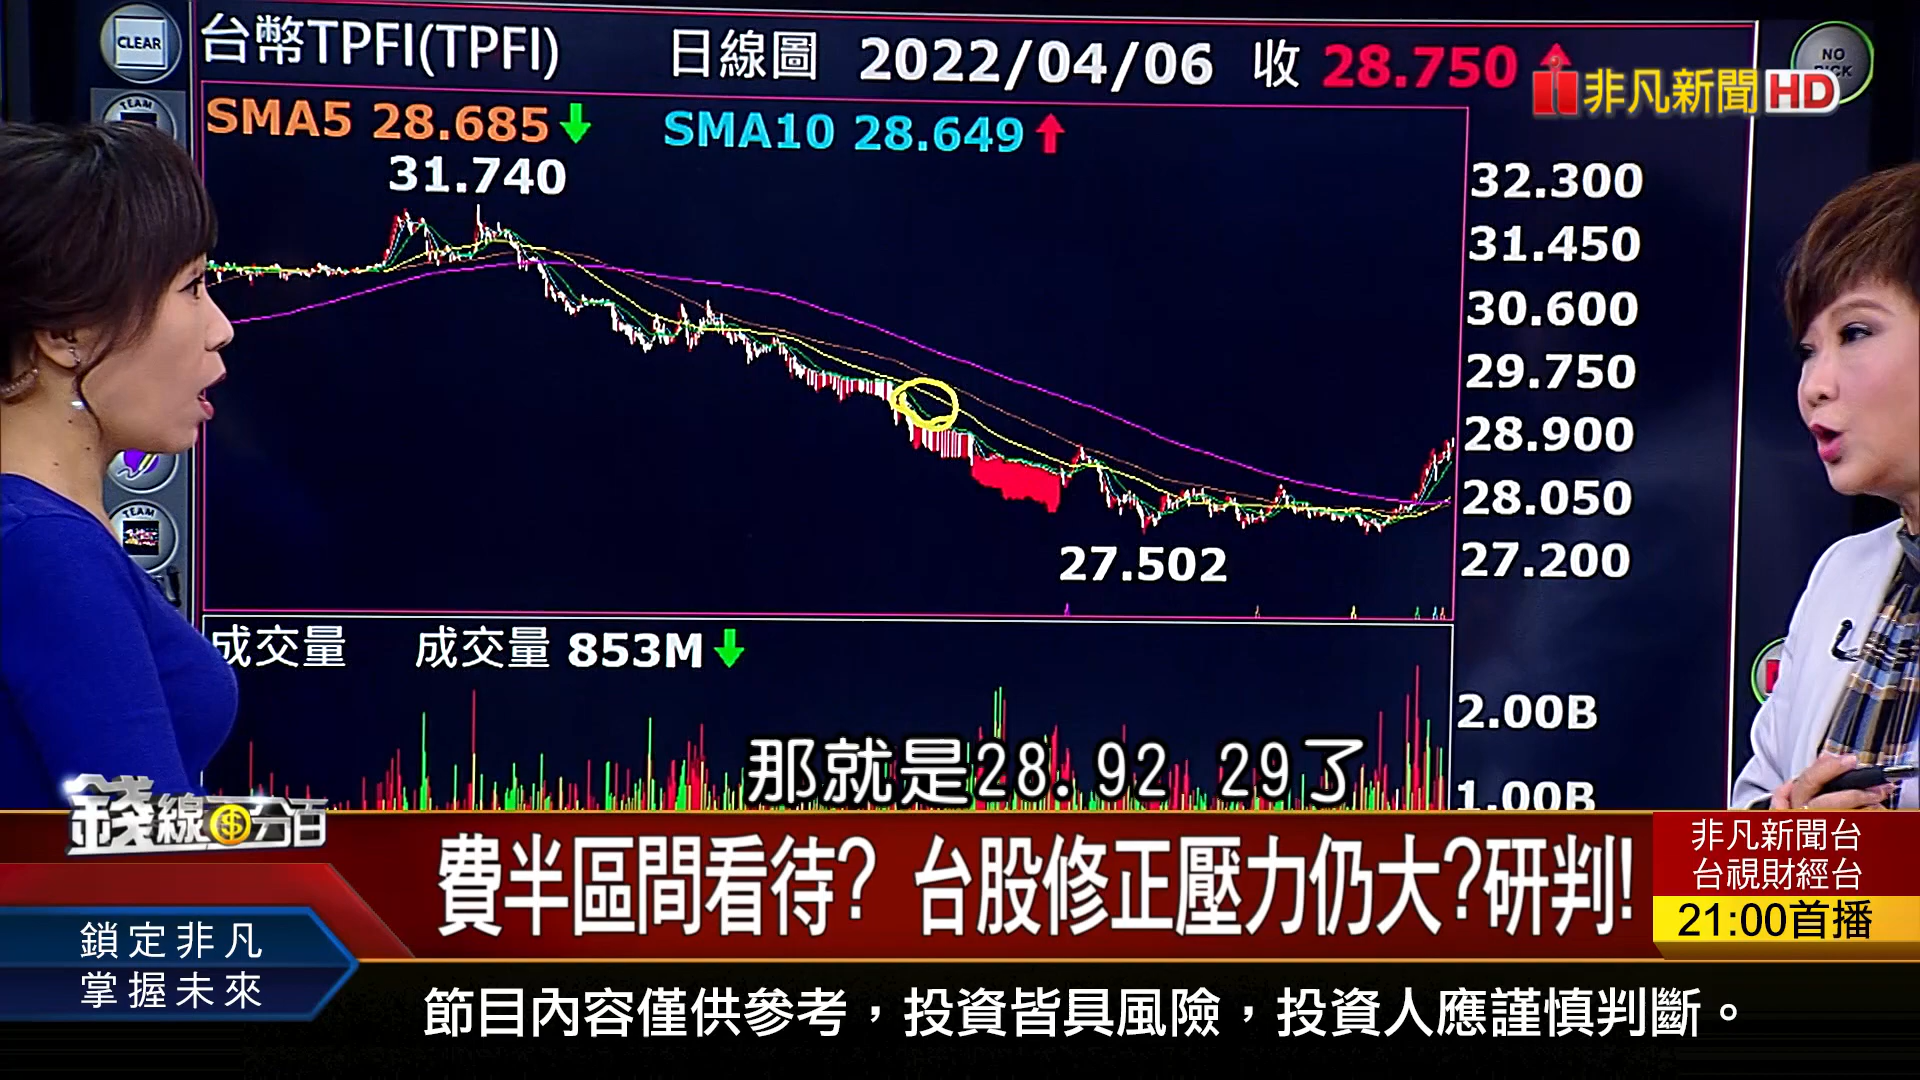 CLEAR
台幣TPFI(TPFI)
日線圖 2022/04/06 收 28.750
NO
非凡新聞HD
TEAM
SMA5 28.685
SMA10 28.649
31.740
32.300
31.450
30.600
29.750
28.900
28.050
27.200
TEAM
27.502
成交量
成交量 853M
2.00B
1.00B
那就是28.92 29了
錢線百分百
費半區間看待? 台股修正壓力仍大?研判!
非凡新聞台
台視財經台
21:00首播
鎖定非凡
掌握未來
節目內容僅供參考，投資皆具風險，投資人應謹慎判斷。